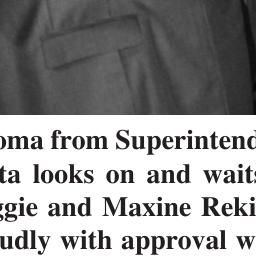 oma from Superintend
ta looks on and waits
ggie and Maxine Reki
udly with approval w